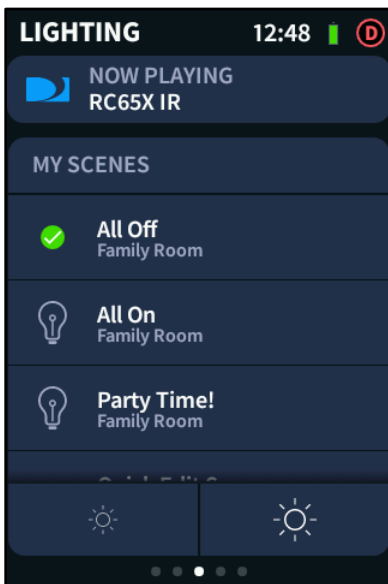 LIGHTING 12:48 D
NOW PLAYING
RC65X IR
MY SCENES
All Off
Family Room
All On
Family Room
Party Time!
Family Room